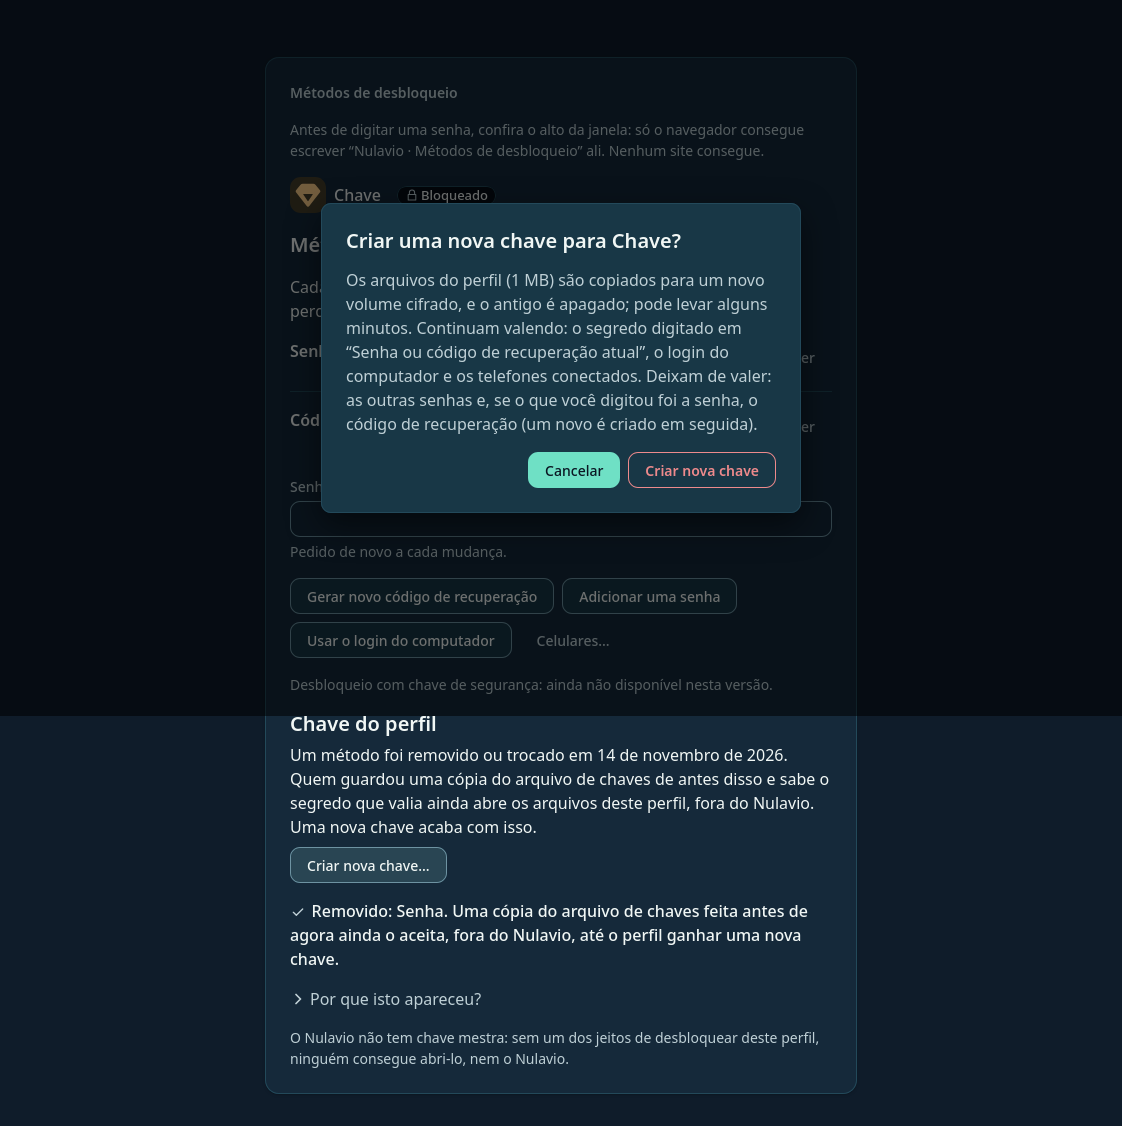 Métodos de desbloqueio
Antes de digitar uma senha, confira o alto da janela: só o navegador consegue
escrever “Nulavio · Métodos de desbloqueio” ali. Nenhum site consegue.
Chave Bloqueado
Criar uma nova chave para Chave?
Os arquivos do perfil (1 MB) são copiados para um novo
volume cifrado, e o antigo é apagado; pode levar alguns
minutos. Continuam valendo: o segredo digitado em
“Senha ou código de recuperação atual”, o login do
computador e os telefones conectados. Deixam de valer:
as outras senhas e, se o que você digitou foi a senha, o
código de recuperação (um novo é criado em seguida).
Cancelar Criar nova chave
Pedido de novo a cada mudança.
Gerar novo código de recuperação Adicionar uma senha
Usar o login do computador Celulares...
Desbloqueio com chave de segurança: ainda não disponível nesta versão.
Chave do perfil
Um método foi removido ou trocado em 14 de novembro de 2026.
Quem guardou uma cópia do arquivo de chaves de antes disso e sabe o
segredo que valia ainda abre os arquivos deste perfil, fora do Nulavio.
Uma nova chave acaba com isso.
Criar nova chave...
Removido: Senha. Uma cópia do arquivo de chaves feita antes de
agora ainda o aceita, fora do Nulavio, até o perfil ganhar uma nova
chave.
Por que isto apareceu?
O Nulavio não tem chave mestra: sem um dos jeitos de desbloquear deste perfil,
ninguém consegue abri-lo, nem o Nulavio.